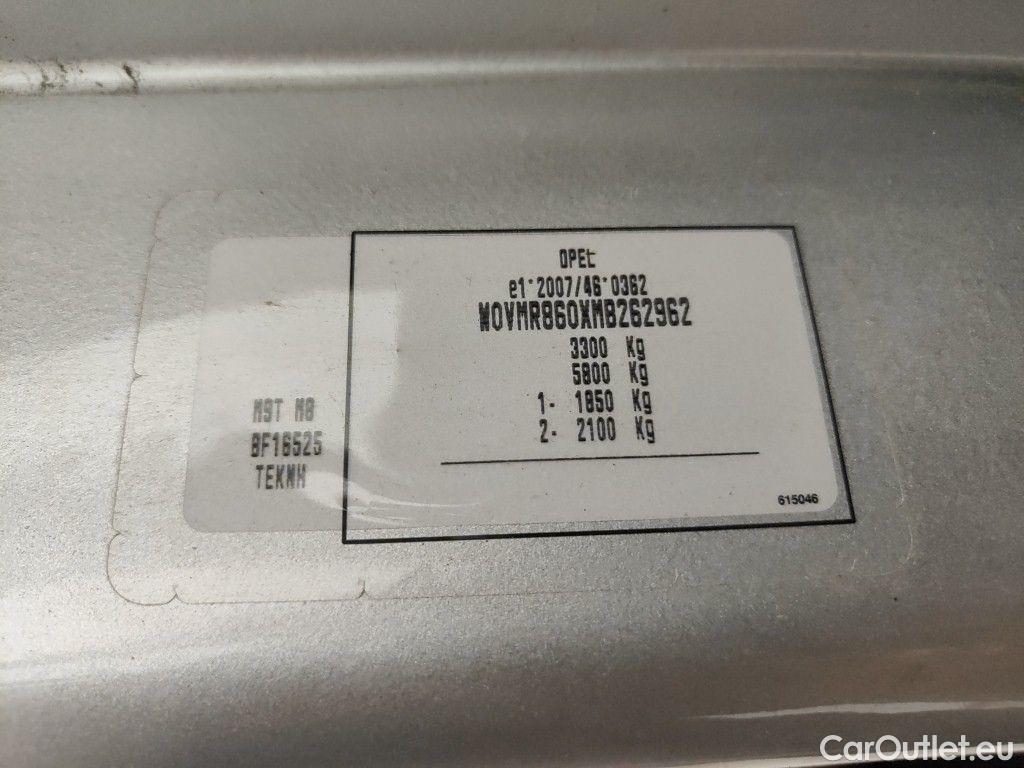 OPEL
e1*2007/46*0362
W0VMR860XMB262962
3300 Kg
5800 Kg
1- 1850 Kg
2- 2100 Kg
M9T M8
BF16525
TEKNH
615046
CarOutlet.eu